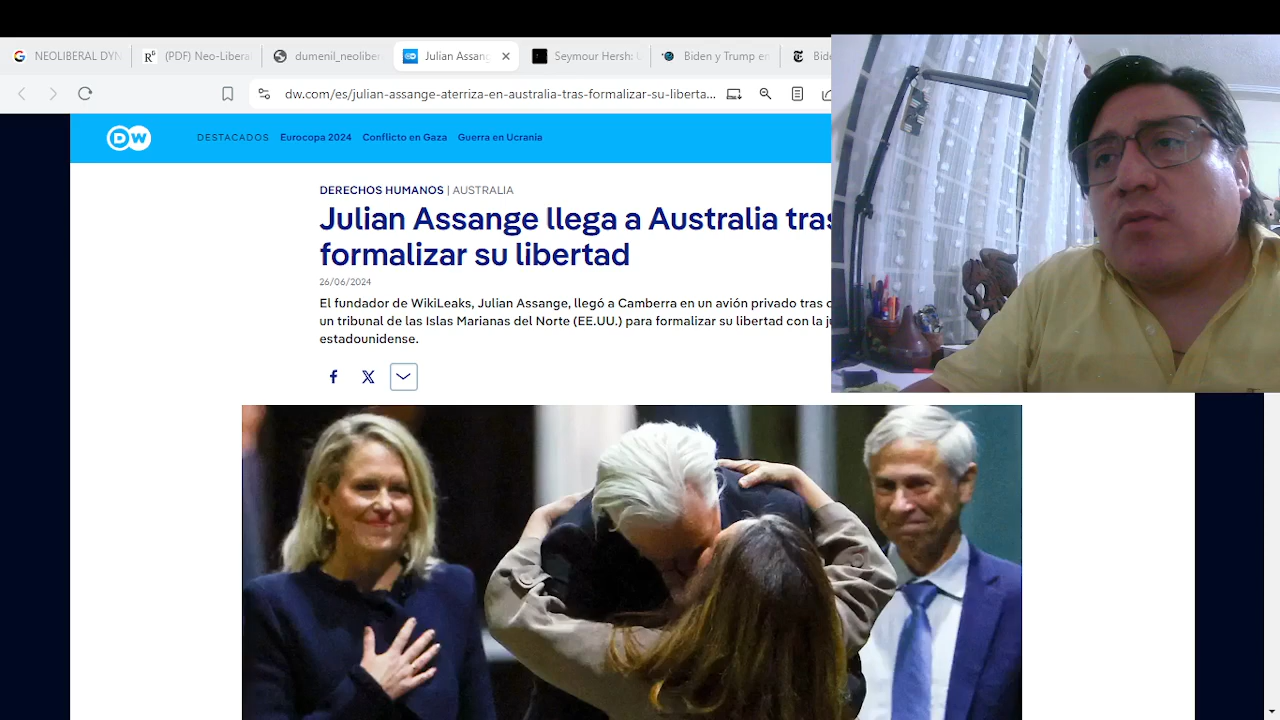 NEOLIBERAL DYN
(PDF) Neo-Libera
dumenil_neoliber
Julian Assang
Seymour Hersh: U
Biden y Trump en
Bide
dw.com/es/julian-assange-aterriza-en-australia-tras-formalizar-su-liberta...
DW
DESTACADOS Eurocopa 2024 Conflicto en Gaza Guerra en Ucrania
DERECHOS HUMANOS | AUSTRALIA
Julian Assange llega a Australia tras
formalizar su libertad
26/06/2024
El fundador de WikiLeaks, Julian Assange, llegó a Camberra en un avión privado tras
un tribunal de las Islas Marianas del Norte (EE.UU.) para formalizar su libertad con la
estadounidense.